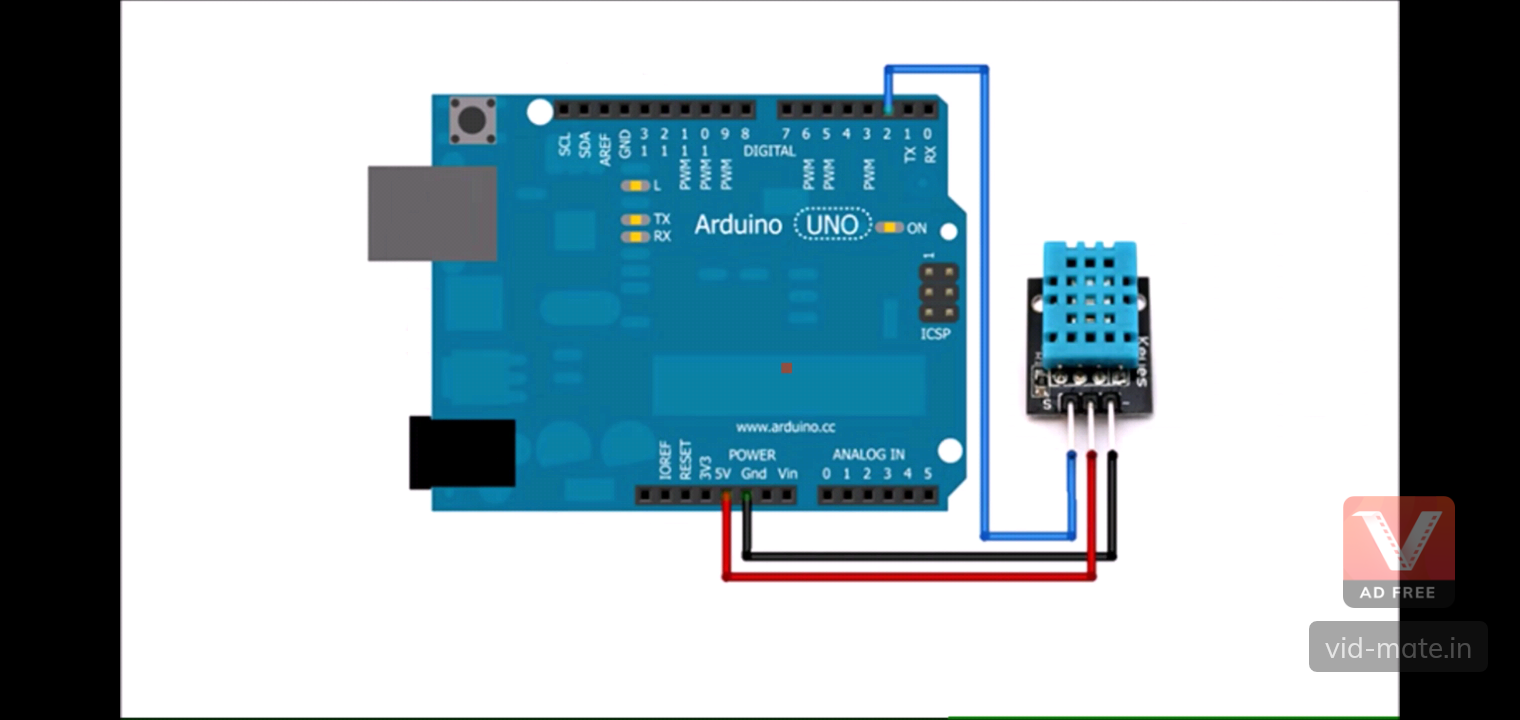 SCL SDA AREF GND 13 12 11 10 9 8 7 6 5 4 3 2 1 0
DIGITAL
PWM PWM PWM PWM PWM PWM TX RX
L
TX
RX
Arduino UNO ON
1
ICSP
Keyes
S -
www.arduino.cc
POWER ANALOG IN
IOREF RESET 3V3 5V Gnd Vin 0 1 2 3 4 5
V
AD FREE
vid-mate.in